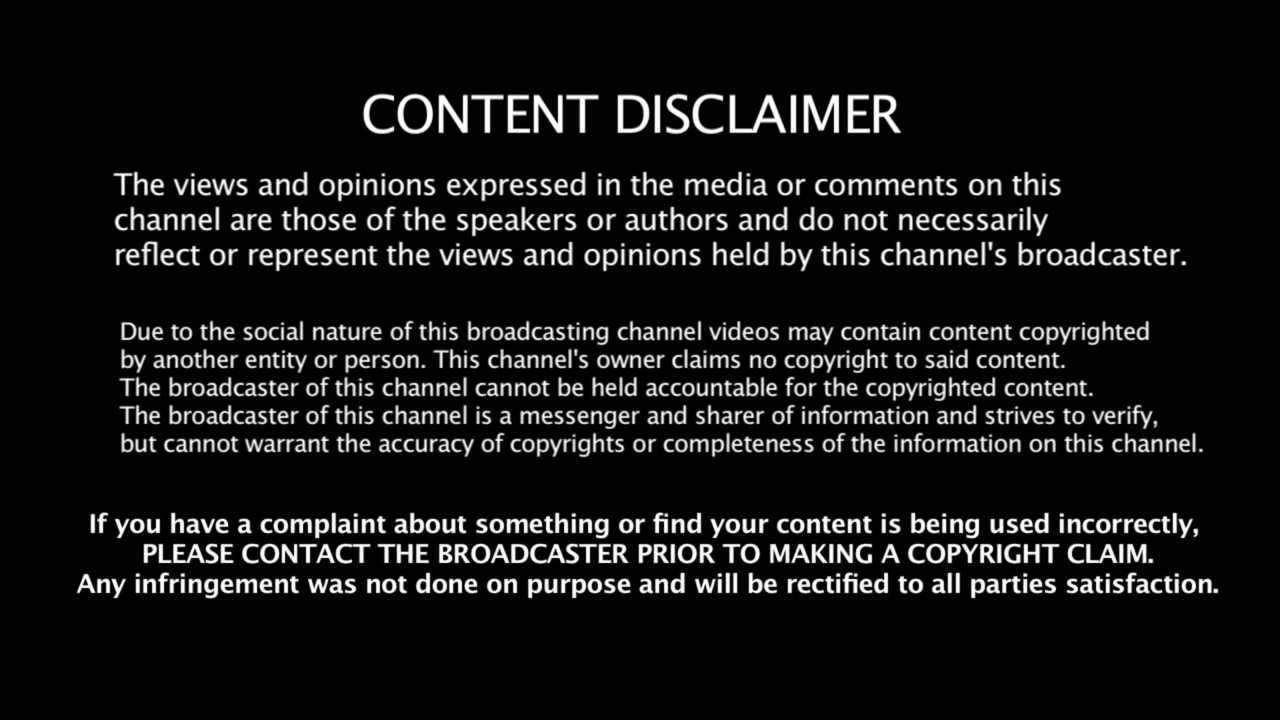 CONTENT DISCLAIMER
The views and opinions expressed in the media or comments on this
channel are those of the speakers or authors and do not necessarily
reflect or represent the views and opinions held by this channel's broadcaster.
Due to the social nature of this broadcasting channel videos may contain content copyrighted
by another entity or person. This channel's owner claims no copyright to said content.
The broadcaster of this channel cannot be held accountable for the copyrighted content.
The broadcaster of this channel is a messenger and sharer of information and strives to verify,
but cannot warrant the accuracy of copyrights or completeness of the information on this channel.
If you have a complaint about something or find your content is being used incorrectly,
PLEASE CONTACT THE BROADCASTER PRIOR TO MAKING A COPYRIGHT CLAIM.
Any infringement was not done on purpose and will be rectified to all parties satisfaction.